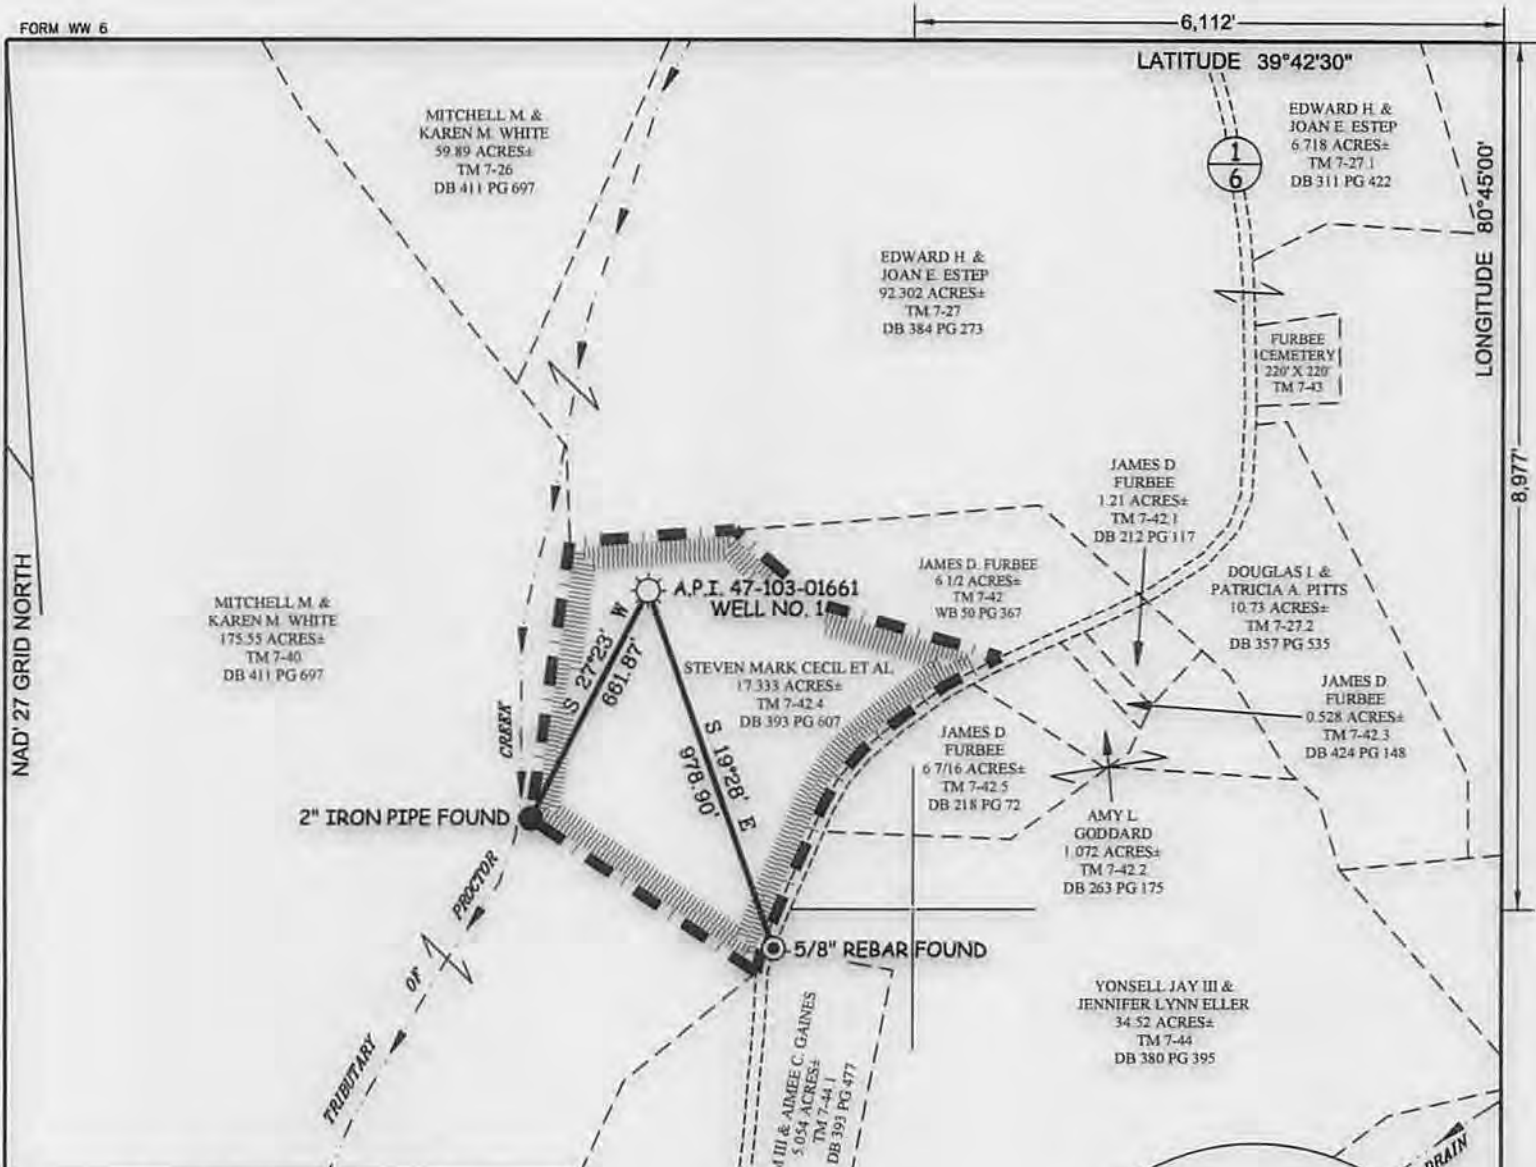 FORM WW 6
6,112'
LATITUDE 39°42'30"
LONGITUDE 80°45'00'
8,977'
NAD' 27 GRID NORTH
MITCHELL M. &
KAREN M. WHITE
59.89 ACRES±
TM 7-26
DB 411 PG 697
EDWARD H. &
JOAN E. ESTEP
6.718 ACRES±
TM 7-27.1
DB 311 PG 422
1
6
EDWARD H. &
JOAN E. ESTEP
92.302 ACRES±
TM 7-27
DB 384 PG 273
FURBEE
CEMETERY
220' X 220'
TM 7-43
JAMES D.
FURBEE
1.21 ACRES±
TM 7-42.1
DB 212 PG 117
JAMES D. FURBEE
6 1/2 ACRES±
TM 7-42
WB 50 PG 367
DOUGLAS I. &
PATRICIA A. PITTS
10.73 ACRES±
TM 7-27.2
DB 357 PG 535
A.P.I. 47-103-01661
WELL NO. 1
MITCHELL M. &
KAREN M. WHITE
175.55 ACRES±
TM 7-40
DB 411 PG 697
S 27°23' W
661.87'
STEVEN MARK CECIL ET AL
17.333 ACRES±
TM 7-42.4
DB 393 PG 607
S 19°28' E
978.90'
JAMES D.
FURBEE
0.528 ACRES±
TM 7-42.3
DB 424 PG 148
JAMES D.
FURBEE
6 7/16 ACRES±
TM 7-42.5
DB 218 PG 72
AMY L.
GODDARD
1.072 ACRES±
TM 7-42.2
DB 263 PG 175
2" IRON PIPE FOUND
5/8" REBAR FOUND
TRIBUTARY OF PROCTOR CREEK
YONSELL JAY III &
JENNIFER LYNN ELLER
34.52 ACRES±
TM 7-44
DB 380 PG 395
III & AIMEE C. GAINES
5.054 ACRES±
TM 7-44.1
DB 393 PG 477
DRAIN